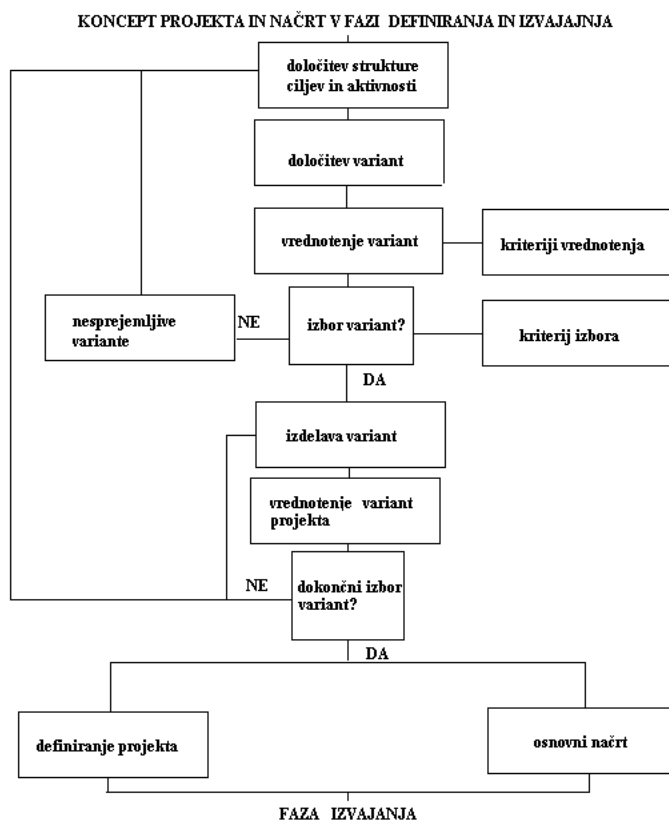 KONCEPT PROJEKTA IN NAČRT V FAZI DEFINIRANJA IN IZVAJAJNJA
določitev strukture
ciljev in aktivnosti
določitev variant
vrednotenje variant
kriteriji vrednotenja
nesprejemljive
variante
NE
izbor variant?
kriterij izbora
DA
izdelava variant
vrednotenje variant
projekta
NE
dokončni izbor
variant?
DA
definiranje projekta
osnovni načrt
FAZA IZVAJANJA